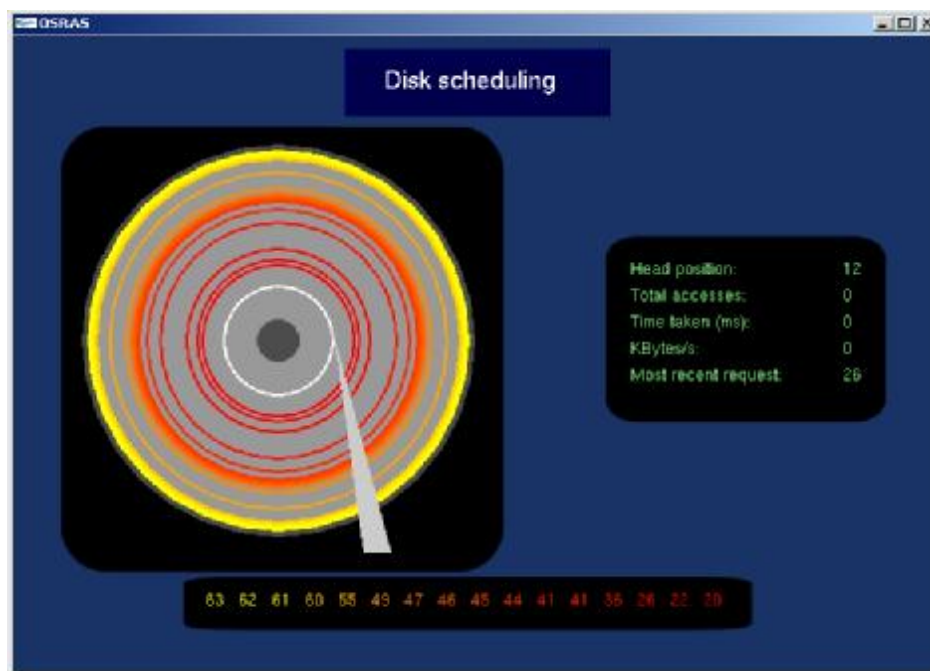 OSRAS
Disk scheduling
Head position: 12
Total accesses: 0
Time taken (ms): 0
KBytes/s: 0
Most recent request: 26
63 62 61 60 55 49 47 46 45 44 41 41 36 26 22 20